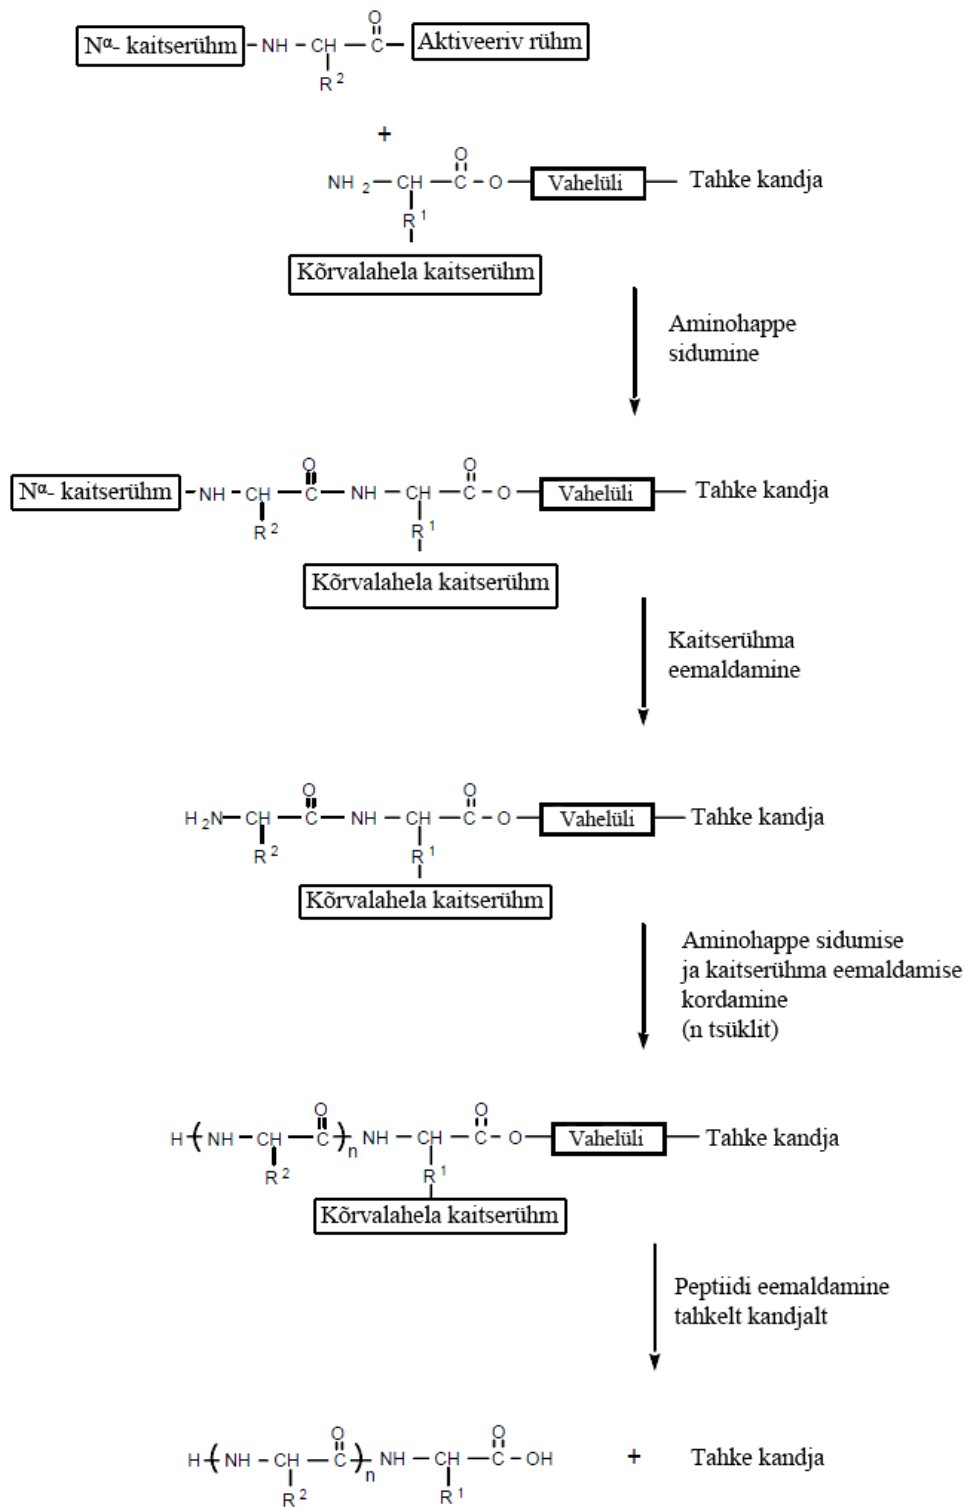 O
Nα- kaitserühm NH CH C Aktiveeriv rühm
R2
+
O
NH2 CH C O Vahelüli Tahke kandja
R1
Kõrvalahela kaitserühm
Aminohappe
sidumine
O O
Nα- kaitserühm NH CH C NH CH C O Vahelüli Tahke kandja
R2 R1
Kõrvalahela kaitserühm
Kaitserühma
eemaldamine
O O
H2N CH C NH CH C O Vahelüli Tahke kandja
R2 R1
Kõrvalahela kaitserühm
Aminohappe sidumise
ja kaitserühma eemaldamise
kordamine
(n tsüklit)
O O
H (NH CH C)n NH CH C O Vahelüli Tahke kandja
R2 R1
Kõrvalahela kaitserühm
Peptiidi eemaldamine
tahkelt kandjalt
O O
H (NH CH C)n NH CH C OH + Tahke kandja
R2 R1